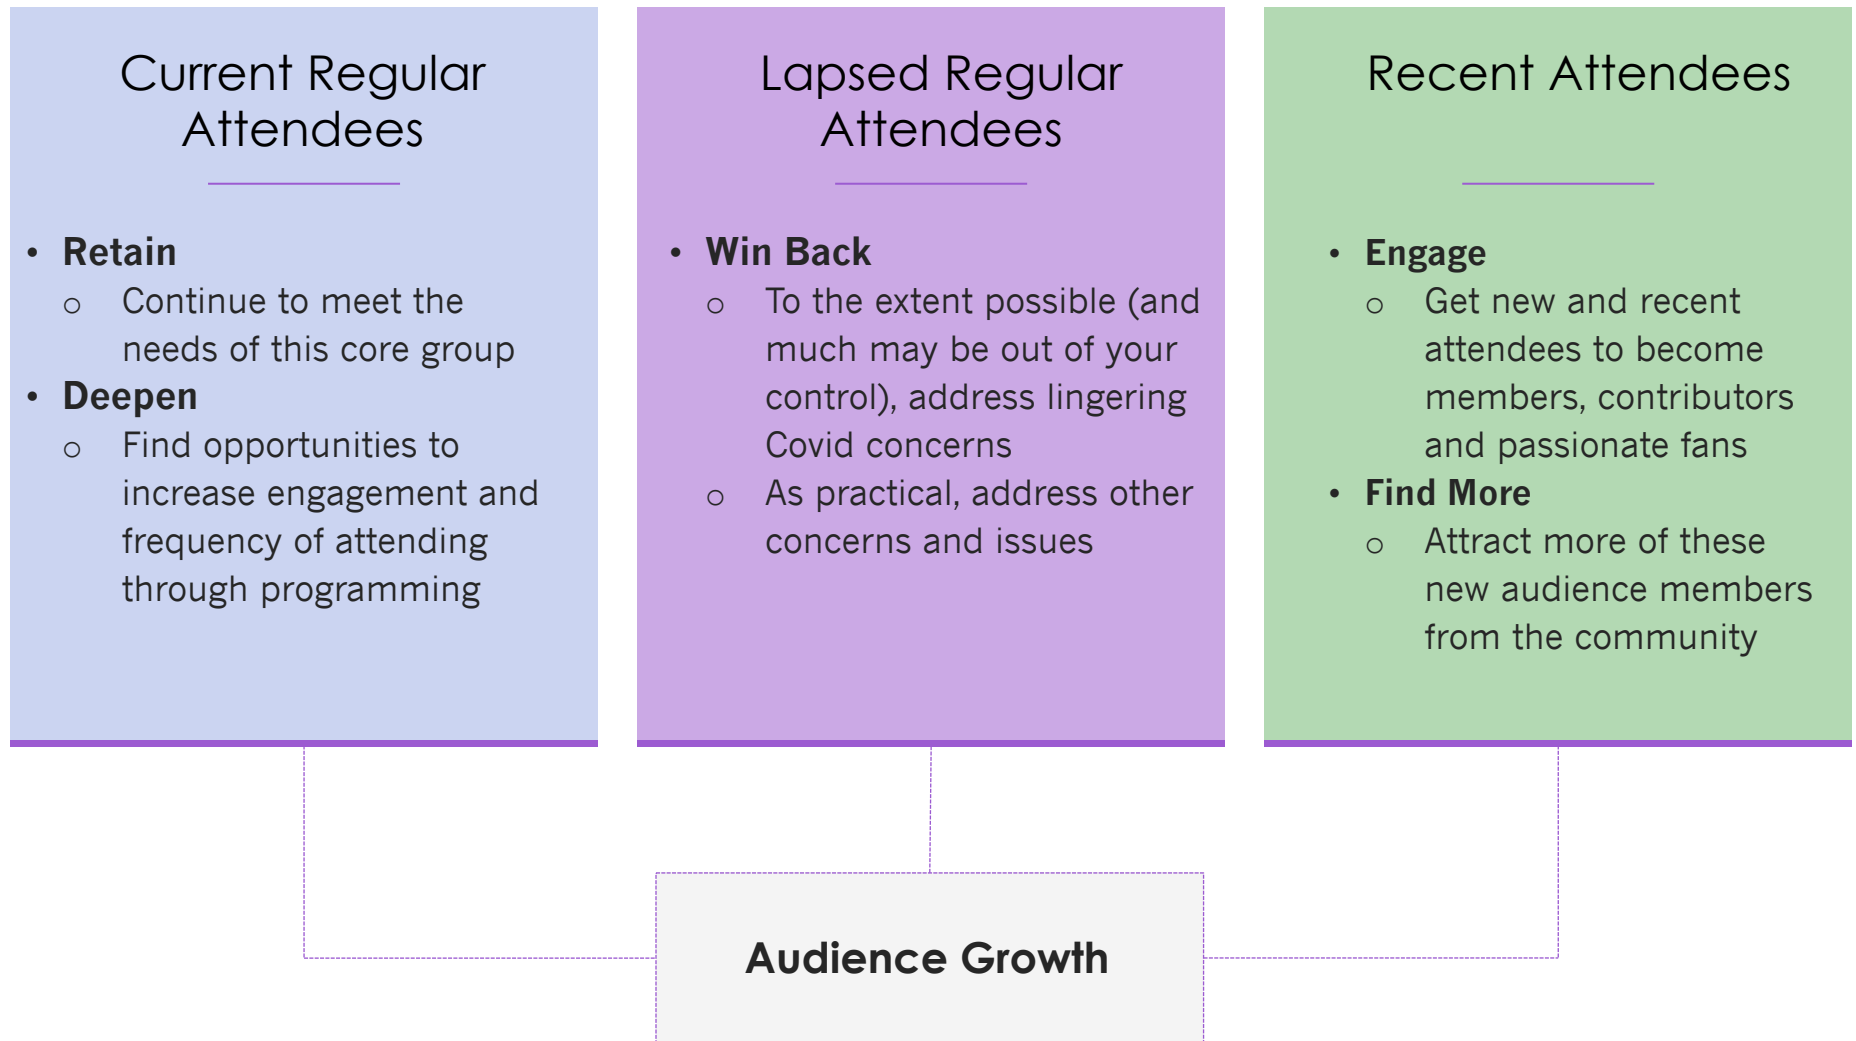 Current Regular
Attendees
• Retain
o Continue to meet the
needs of this core group
• Deepen
o Find opportunities to
increase engagement and
frequency of attending
through programming
Lapsed Regular
Attendees
• Win Back
o To the extent possible (and
much may be out of your
control), address lingering
Covid concerns
o As practical, address other
concerns and issues
Recent Attendees
• Engage
o Get new and recent
attendees to become
members, contributors
and passionate fans
• Find More
o Attract more of these
new audience members
from the community
Audience Growth